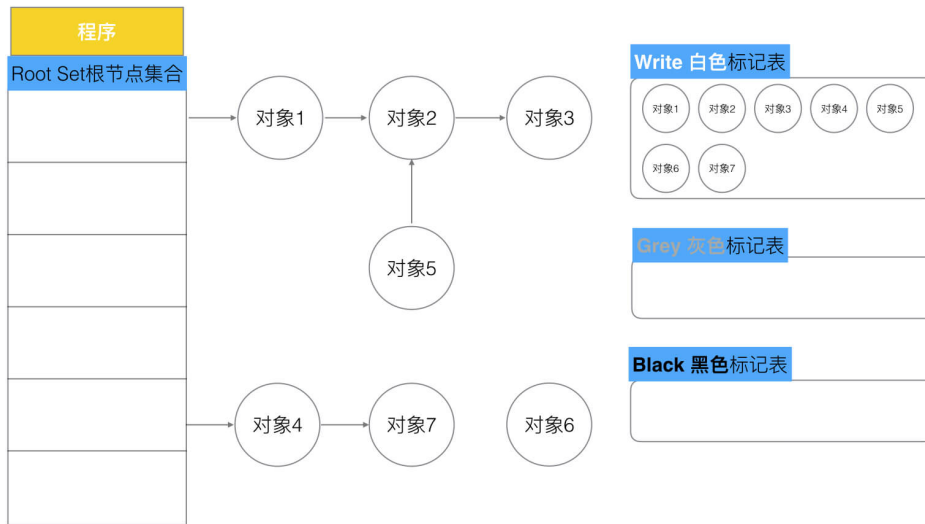 程序
Root Set根节点集合
对象1
对象2
对象3
对象5
对象4
对象7
对象6
Write 白色标记表
对象1 对象2 对象3 对象4 对象5
对象6 对象7
Grey 灰色标记表
Black 黑色标记表